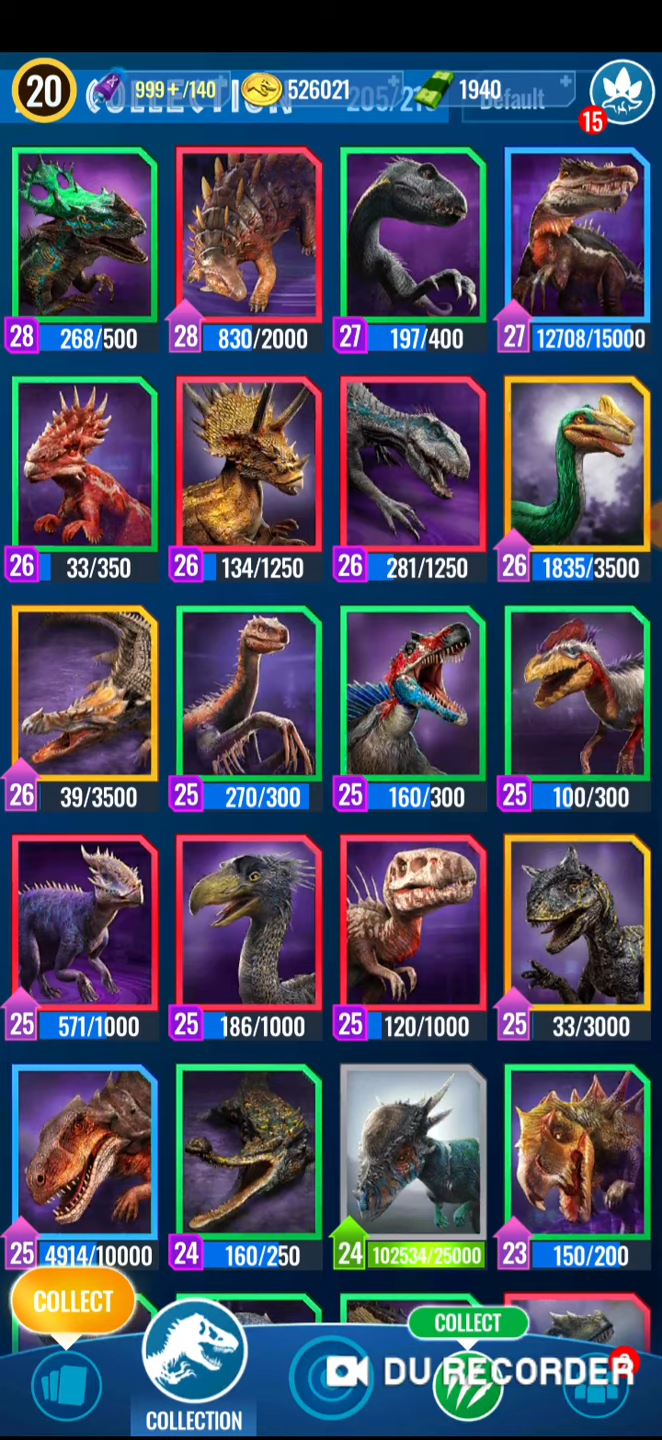 20 COLLECTION 999+/140 526021 205/21 1940 Default
15
28 268/500 28 830/2000 27 197/400 27 12708/15000
26 33/350 26 134/1250 26 281/1250 26 1835/3500
26 39/3500 25 270/300 25 160/300 25 100/300
25 571/1000 25 186/1000 25 120/1000 25 33/3000
25 4914/10000 24 160/250 24 102534/25000 23 150/200
COLLECT
COLLECT
DU RECORDER
COLLECTION